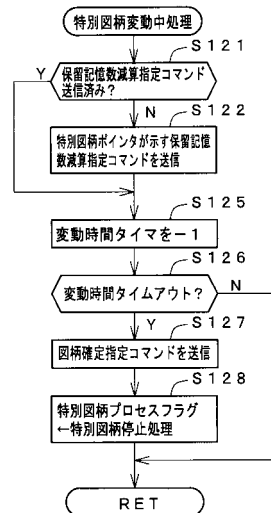 特別図柄変動中処理
S121
Y
保留記憶数減算指定コマンド
送信済み?
N
S122
特別図柄ポインタが示す保留記憶
数減算指定コマンドを送信
S125
変動時間タイマを−1
S126
変動時間タイムアウト?
N
Y
S127
図柄確定指定コマンドを送信
S128
特別図柄プロセスフラグ
←特別図柄停止処理
RET